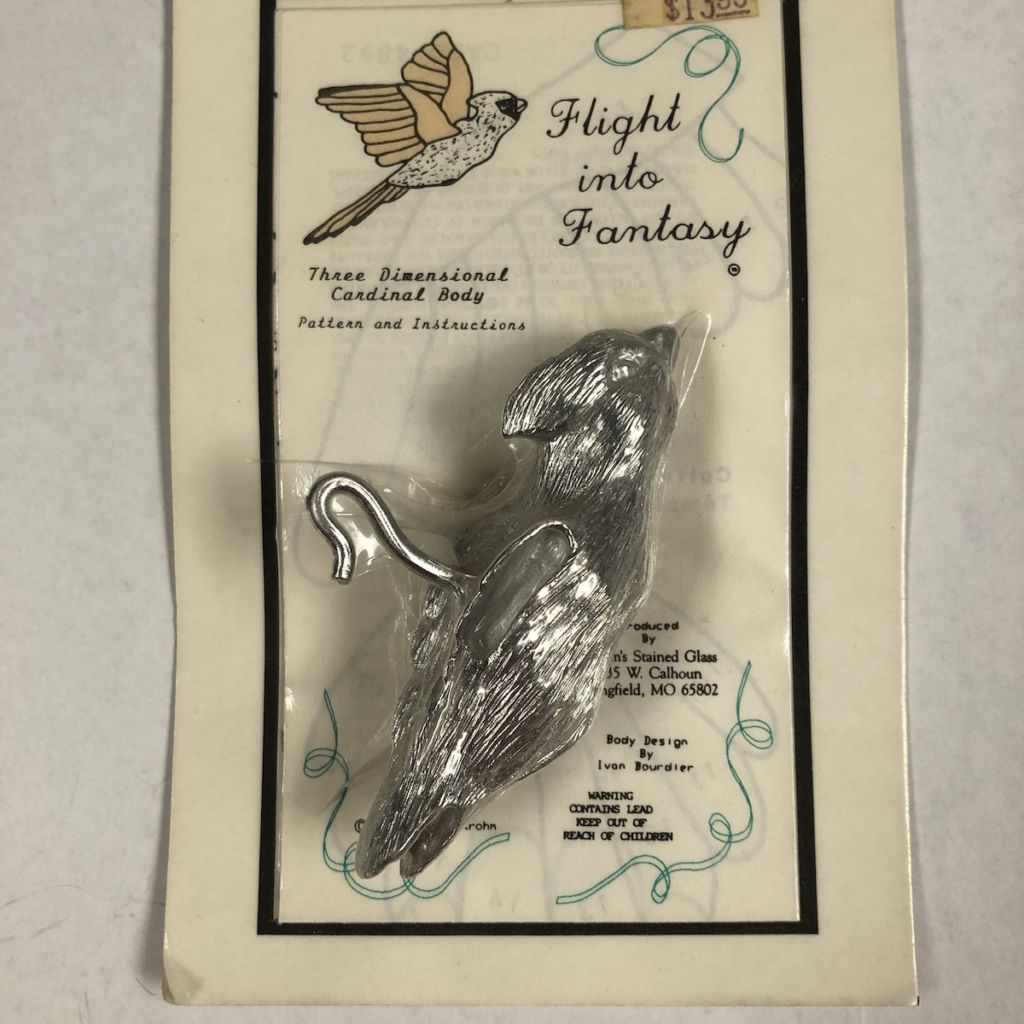 Flight
into
Fantasy
®
Three Dimensional
Cardinal Body
Pattern and Instructions
By
Stained Glass
W. Calhoun
MO 65802
Body Design
By
Ivan Bourdier
WARNING
CONTAINS LEAD
KEEP OUT OF
REACH OF CHILDREN
©